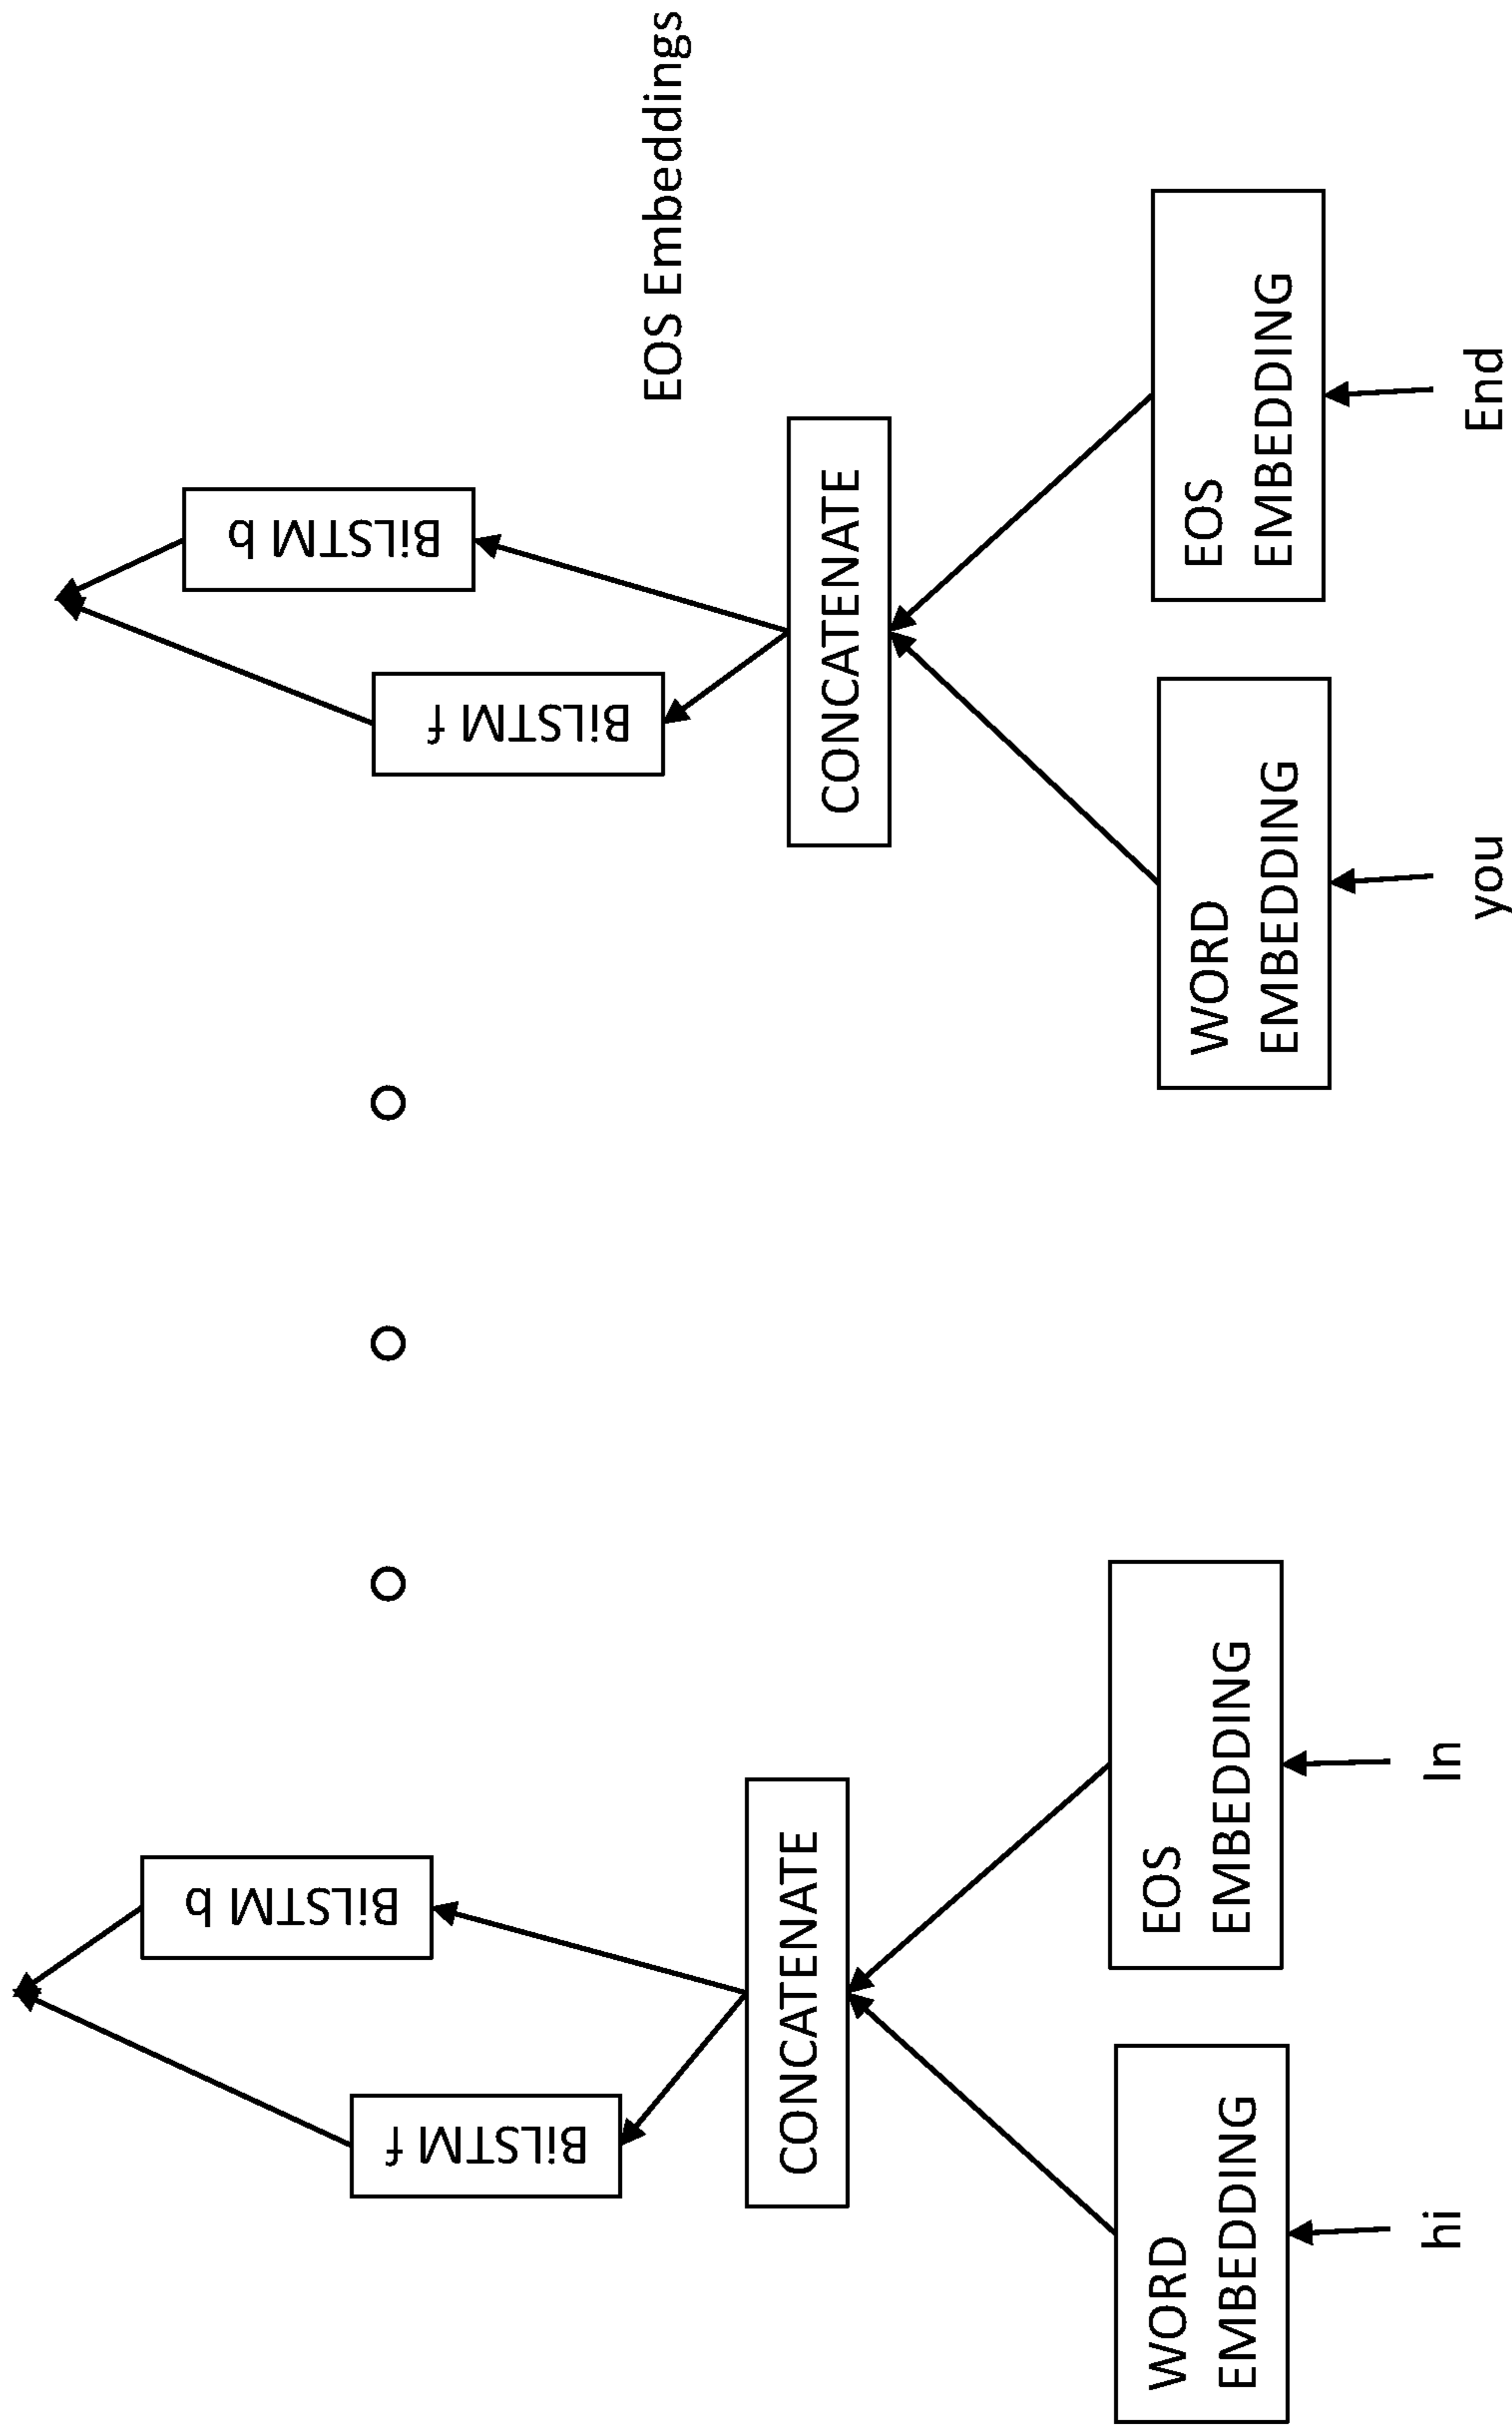 EOS Embeddings
BiLSTM b
BiLSTM b
BiLSTM f
BiLSTM f
CONCATENATE
CONCATENATE
WORD
EMBEDDING
EOS
EMBEDDING
WORD
EMBEDDING
EOS
EMBEDDING
hi
In
you
End